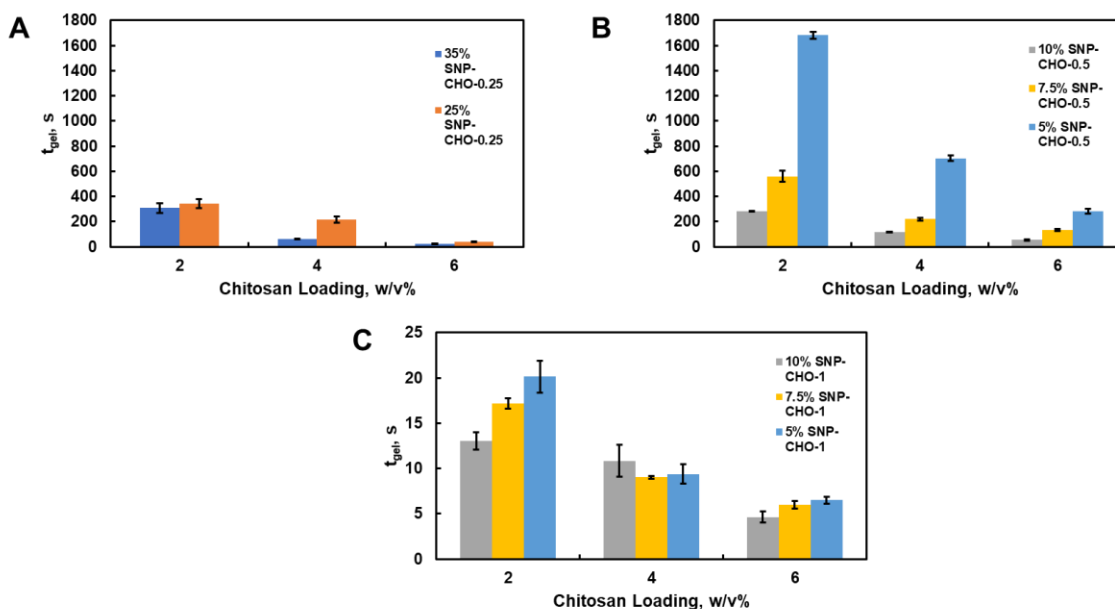 A
1800
1600
1400
1200
1000
800
600
400
200
0
t_gel, s
2
4
6
Chitosan Loading, w/v%
35%
SNP-
CHO-0.25
25%
SNP-
CHO-0.25
B
1800
1600
1400
1200
1000
800
600
400
200
0
t_gel, s
2
4
6
Chitosan Loading, w/v%
10% SNP-
CHO-0.5
7.5% SNP-
CHO-0.5
5% SNP-
CHO-0.5
C
25
20
15
10
5
0
t_gel, s
2
4
6
Chitosan Loading, w/v%
10% SNP-
CHO-1
7.5% SNP-
CHO-1
5% SNP-
CHO-1